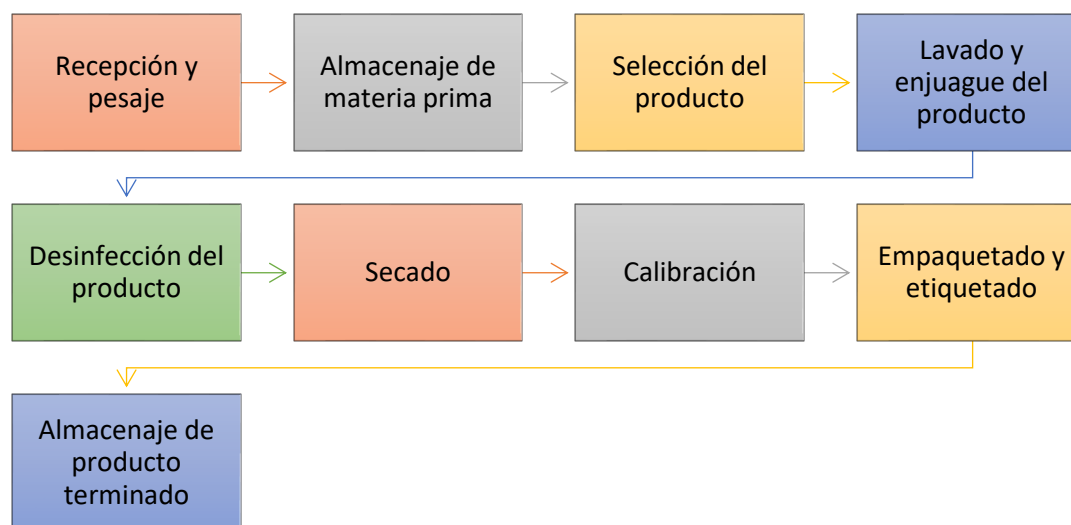 Recepción y
pesaje
Almacenaje de
materia prima
Selección del
producto
Lavado y
enjuague del
producto
Desinfección del
producto
Secado
Calibración
Empaquetado y
etiquetado
Almacenaje de
producto
terminado